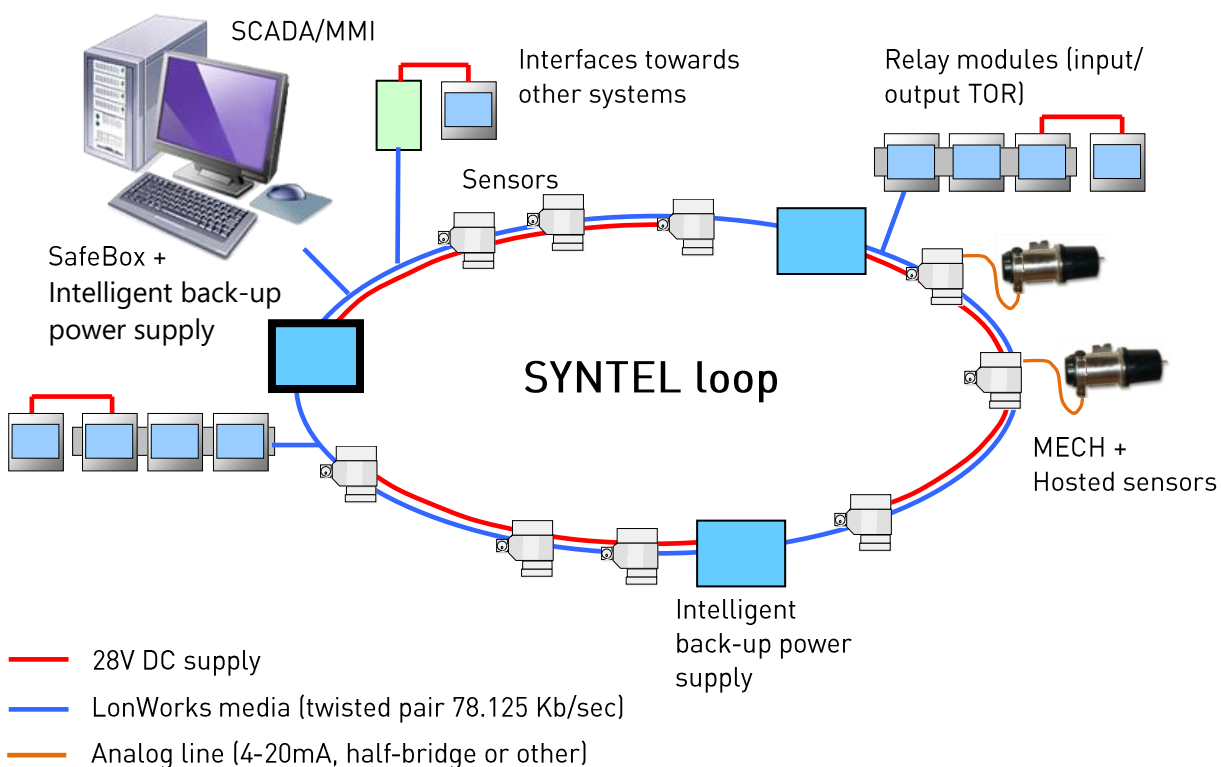 SCADA/MMI
Interfaces towards
other systems
Relay modules (input/
output TOR)
Sensors
SafeBox +
Intelligent back-up
power supply
SYNTEL loop
MECH +
Hosted sensors
Intelligent
back-up power
supply
28V DC supply
LonWorks media (twisted pair 78.125 Kb/sec)
Analog line (4-20mA, half-bridge or other)